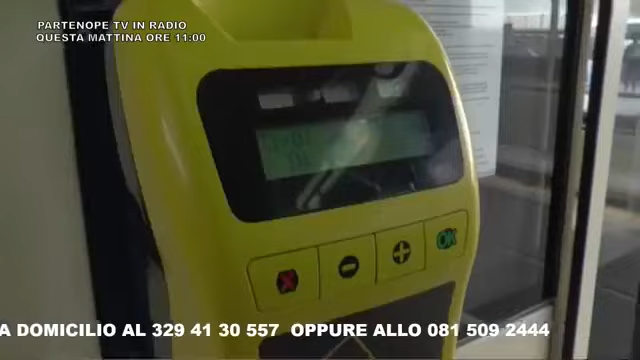 PARTENOPE TV IN RADIO
QUESTA MATTINA ORE 11:00
OK
A DOMICILIO AL 329 41 30 557 OPPURE ALLO 081 509 2444